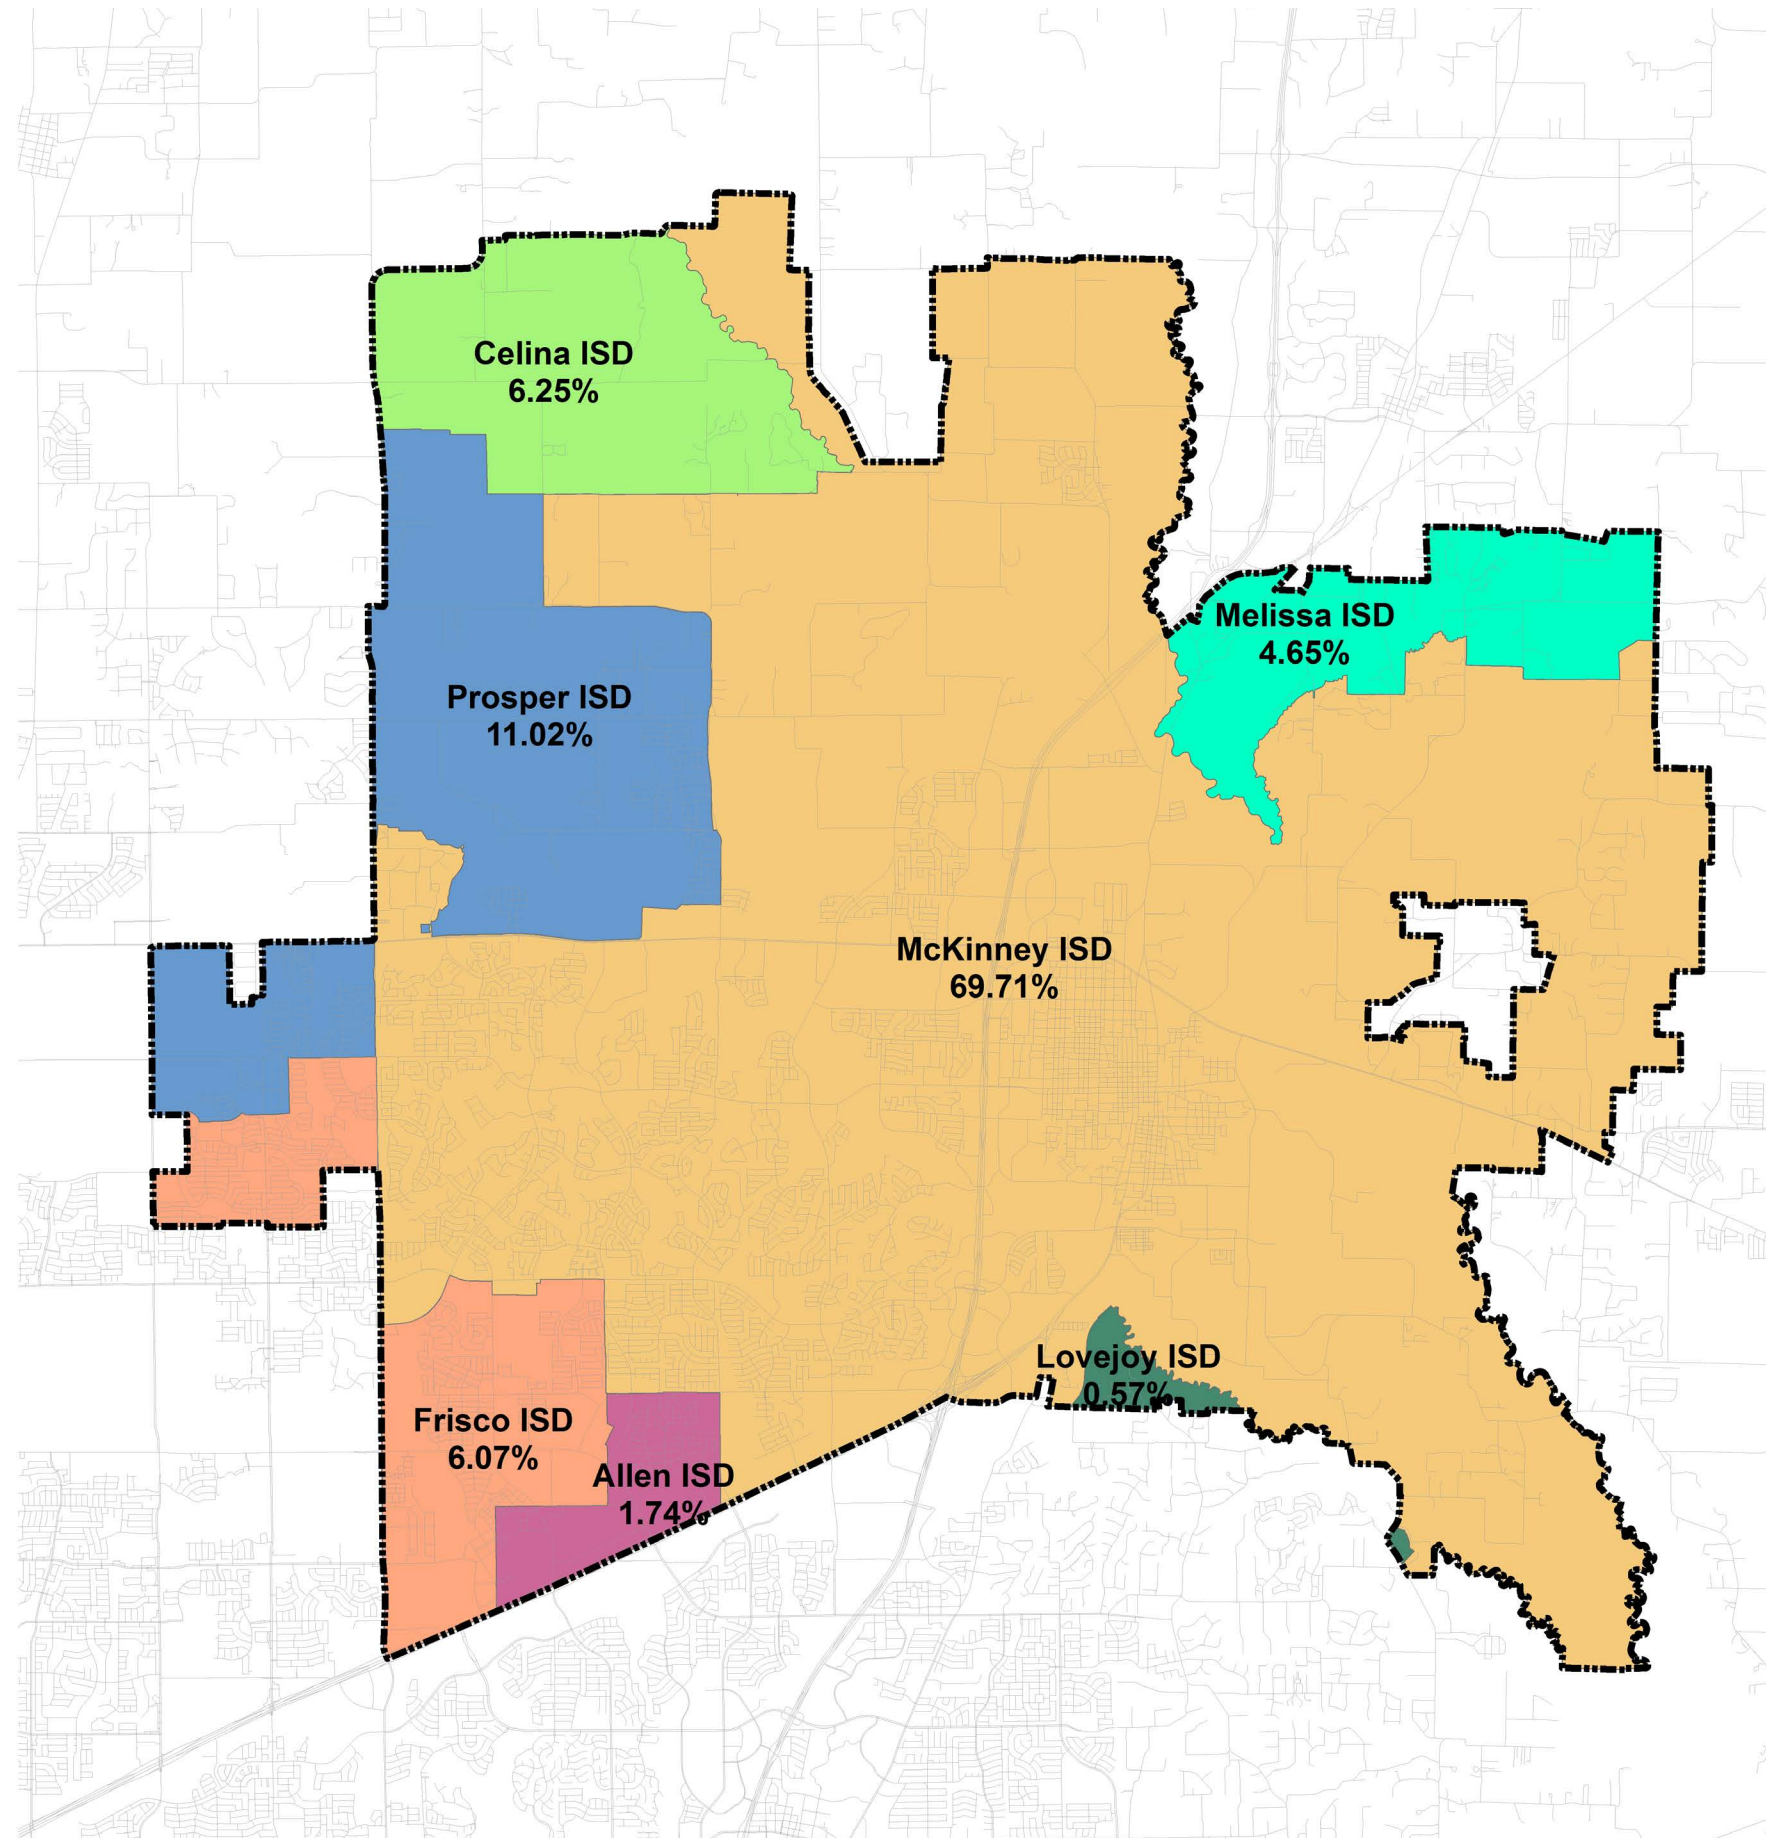 Celina ISD
6.25%
Melissa ISD
4.65%
Prosper ISD
11.02%
McKinney ISD
69.71%
Lovejoy ISD
0.57%
Frisco ISD
6.07%
Allen ISD
1.74%